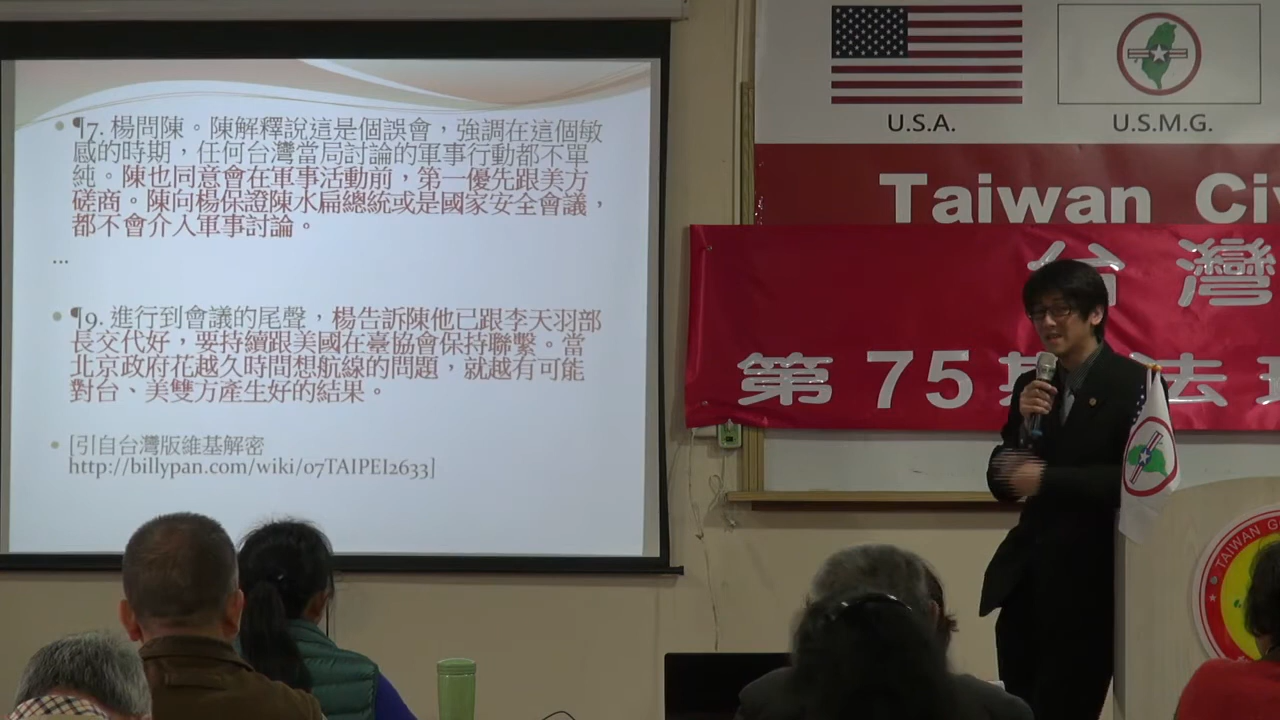 ¶7. 楊問陳。陳解釋說這是個誤會，強調在這個敏
感的時期，任何台灣當局討論的軍事行動都不單
純。陳也同意會在軍事活動前，第一優先跟美方
磋商。陳向楊保證陳水扁總統或是國家安全會議，
都不會介入軍事討論。
...
¶9. 進行到會議的尾聲，楊告訴陳他已跟李天羽部
長交代好，要持續跟美國在臺協會保持聯繫。當
北京政府花越久時間想航線的問題，就越有可能
對台、美雙方產生好的結果。
[引自台灣版維基解密
http://billypan.com/wiki/07TAIPEI2633]
U.S.A.
U.S.M.G.
Taiwan Ci
台灣
第75 法
TAIWAN G